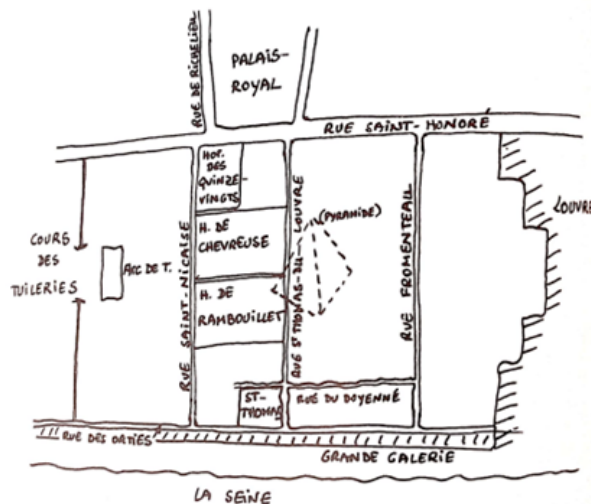 RUE DE RICHELIEU
PALAIS-
ROYAL
RUE SAINT-HONORÉ
HOP. DES
QUINZE-
VINGTS
LOUVRE
(PYRAMIDE)
H. DE
CHEVREUSE
COURS
DES
TUILERIES
ARC DE T.
RUE SAINT-NICAISE
H. DE
RAMBOUILLET
RUE ST THOMAS-DU-LOUVRE
RUE FROMENTEAU
ST-
THOMAS
RUE DU DOYENNÉ
RUE DES ORTIES
GRANDE GALERIE
LA SEINE